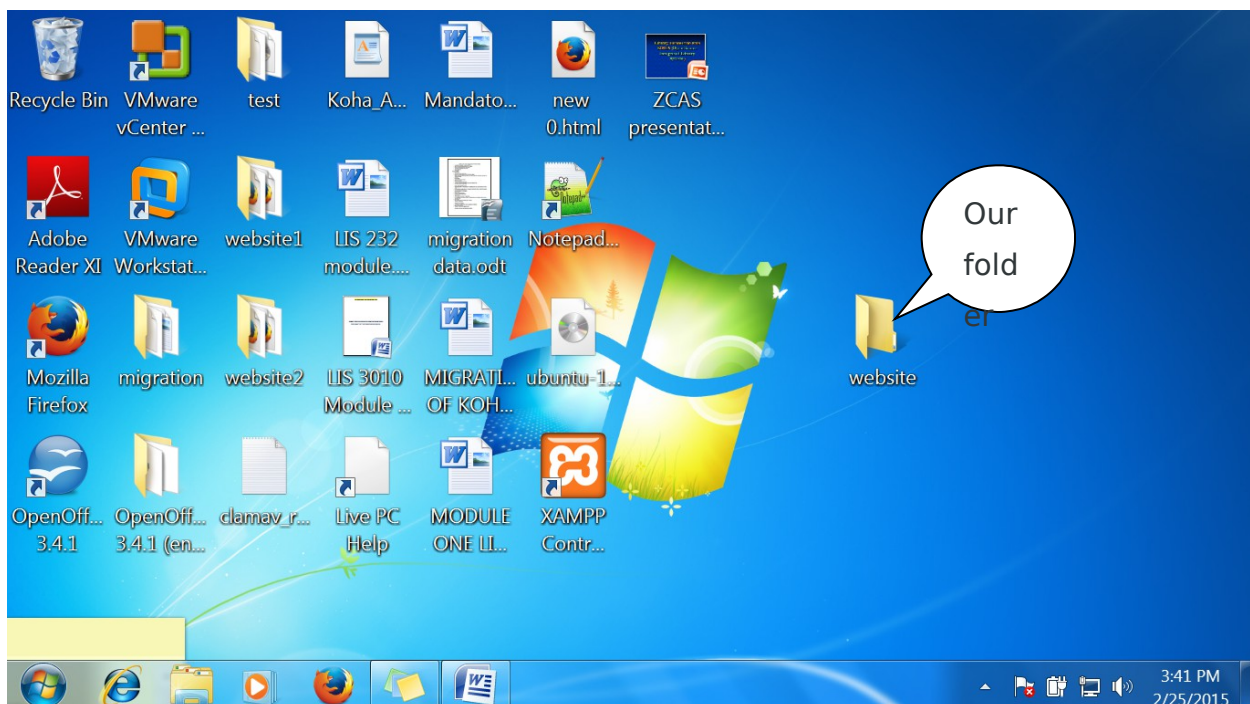 Recycle Bin
VMware
vCenter ...
test
Koha_A...
Mandato...
new
0.html
ZCAS
presentat...
Adobe
Reader XI
VMware
Workstat...
website1
LIS 232
module....
migration
data.odt
Notepad...
Our
fold
er
Mozilla
Firefox
migration
website2
LIS 3010
Module ...
MIGRATI...
OF KOH...
ubuntu-1...
website
OpenOff...
3.4.1
OpenOff...
3.4.1 (en...
clamav_r...
Live PC
Help
MODULE
ONE LI...
XAMPP
Contr...
3:41 PM
2/25/2015